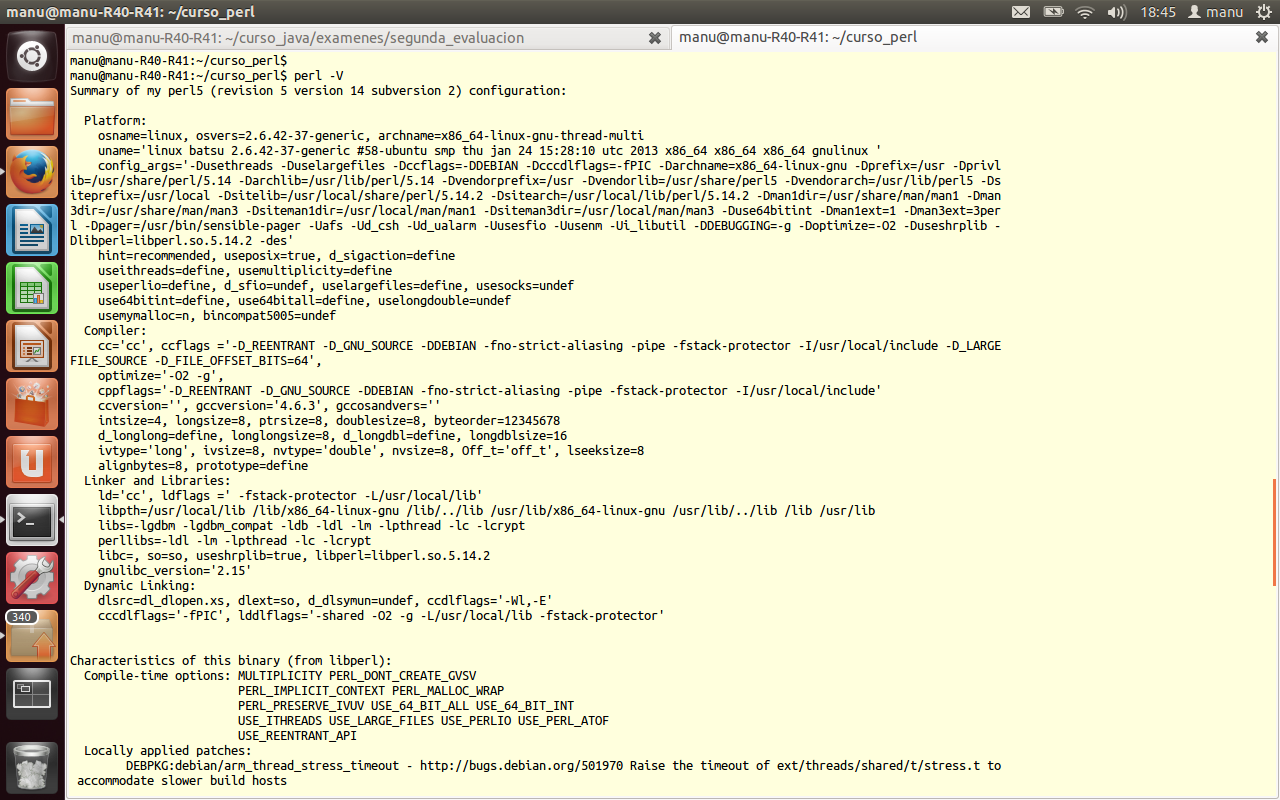 manu@manu-R40-R41: ~/curso_perl
18:45 manu
manu@manu-R40-R41: ~/curso_java/examenes/segunda_evaluacion
manu@manu-R40-R41: ~/curso_perl
manu@manu-R40-R41:~/curso_perl$
manu@manu-R40-R41:~/curso_perl$ perl -V
Summary of my perl5 (revision 5 version 14 subversion 2) configuration:
Platform:
osname=linux, osvers=2.6.42-37-generic, archname=x86_64-linux-gnu-thread-multi
uname='linux batsu 2.6.42-37-generic #58-ubuntu smp thu jan 24 15:28:10 utc 2013 x86_64 x86_64 x86_64 gnulinux '
config_args='-Dusethreads -Duselargefiles -Dccflags=-DDEBIAN -Dcccdlflags=-fPIC -Darchname=x86_64-linux-gnu -Dprefix=/usr -Dprivl
ib=/usr/share/perl/5.14 -Darchlib=/usr/lib/perl/5.14 -Dvendorprefix=/usr -Dvendorlib=/usr/share/perl5 -Dvendorarch=/usr/lib/perl5 -Ds
iteprefix=/usr/local -Dsitelib=/usr/local/share/perl/5.14.2 -Dsitearch=/usr/local/lib/perl/5.14.2 -Dman1dir=/usr/share/man/man1 -Dman
3dir=/usr/share/man/man3 -Dsiteman1dir=/usr/local/man/man1 -Dsiteman3dir=/usr/local/man/man3 -Duse64bitint -Dman1ext=1 -Dman3ext=3per
l -Dpager=/usr/bin/sensible-pager -Uafs -Ud_csh -Ud_ualarm -Uusesfio -Uusenm -Ui_libutil -DDEBUGGING=-g -Doptimize=-O2 -Duseshrplib -
Dlibperl=libperl.so.5.14.2 -des'
hint=recommended, useposix=true, d_sigaction=define
useithreads=define, usemultiplicity=define
useperlio=define, d_sfio=undef, uselargefiles=define, usesocks=undef
use64bitint=define, use64bitall=define, uselongdouble=undef
usemymalloc=n, bincompat5005=undef
Compiler:
cc='cc', ccflags ='-D_REENTRANT -D_GNU_SOURCE -DDEBIAN -fno-strict-aliasing -pipe -fstack-protector -I/usr/local/include -D_LARGE
FILE_SOURCE -D_FILE_OFFSET_BITS=64',
optimize='-O2 -g',
cppflags='-D_REENTRANT -D_GNU_SOURCE -DDEBIAN -fno-strict-aliasing -pipe -fstack-protector -I/usr/local/include'
ccversion='', gccversion='4.6.3', gccosandvers=''
intsize=4, longsize=8, ptrsize=8, doublesize=8, byteorder=12345678
d_longlong=define, longlongsize=8, d_longdbl=define, longdblsize=16
ivtype='long', ivsize=8, nvtype='double', nvsize=8, Off_t='off_t', lseeksize=8
alignbytes=8, prototype=define
Linker and Libraries:
ld='cc', ldflags =' -fstack-protector -L/usr/local/lib'
libpth=/usr/local/lib /lib/x86_64-linux-gnu /lib/../lib /usr/lib/x86_64-linux-gnu /usr/lib/../lib /lib /usr/lib
libs=-lgdbm -lgdbm_compat -ldb -ldl -lm -lpthread -lc -lcrypt
perllibs=-ldl -lm -lpthread -lc -lcrypt
libc=, so=so, useshrplib=true, libperl=libperl.so.5.14.2
gnulibc_version='2.15'
Dynamic Linking:
dlsrc=dl_dlopen.xs, dlext=so, d_dlsymun=undef, ccdlflags='-Wl,-E'
cccdlflags='-fPIC', lddlflags='-shared -O2 -g -L/usr/local/lib -fstack-protector'
Characteristics of this binary (from libperl):
Compile-time options: MULTIPLICITY PERL_DONT_CREATE_GVSV
PERL_IMPLICIT_CONTEXT PERL_MALLOC_WRAP
PERL_PRESERVE_IVUV USE_64_BIT_ALL USE_64_BIT_INT
USE_ITHREADS USE_LARGE_FILES USE_PERLIO USE_PERL_ATOF
USE_REENTRANT_API
Locally applied patches:
DEBPKG:debian/arm_thread_stress_timeout - http://bugs.debian.org/501970 Raise the timeout of ext/threads/shared/t/stress.t to
accommodate slower build hosts
340